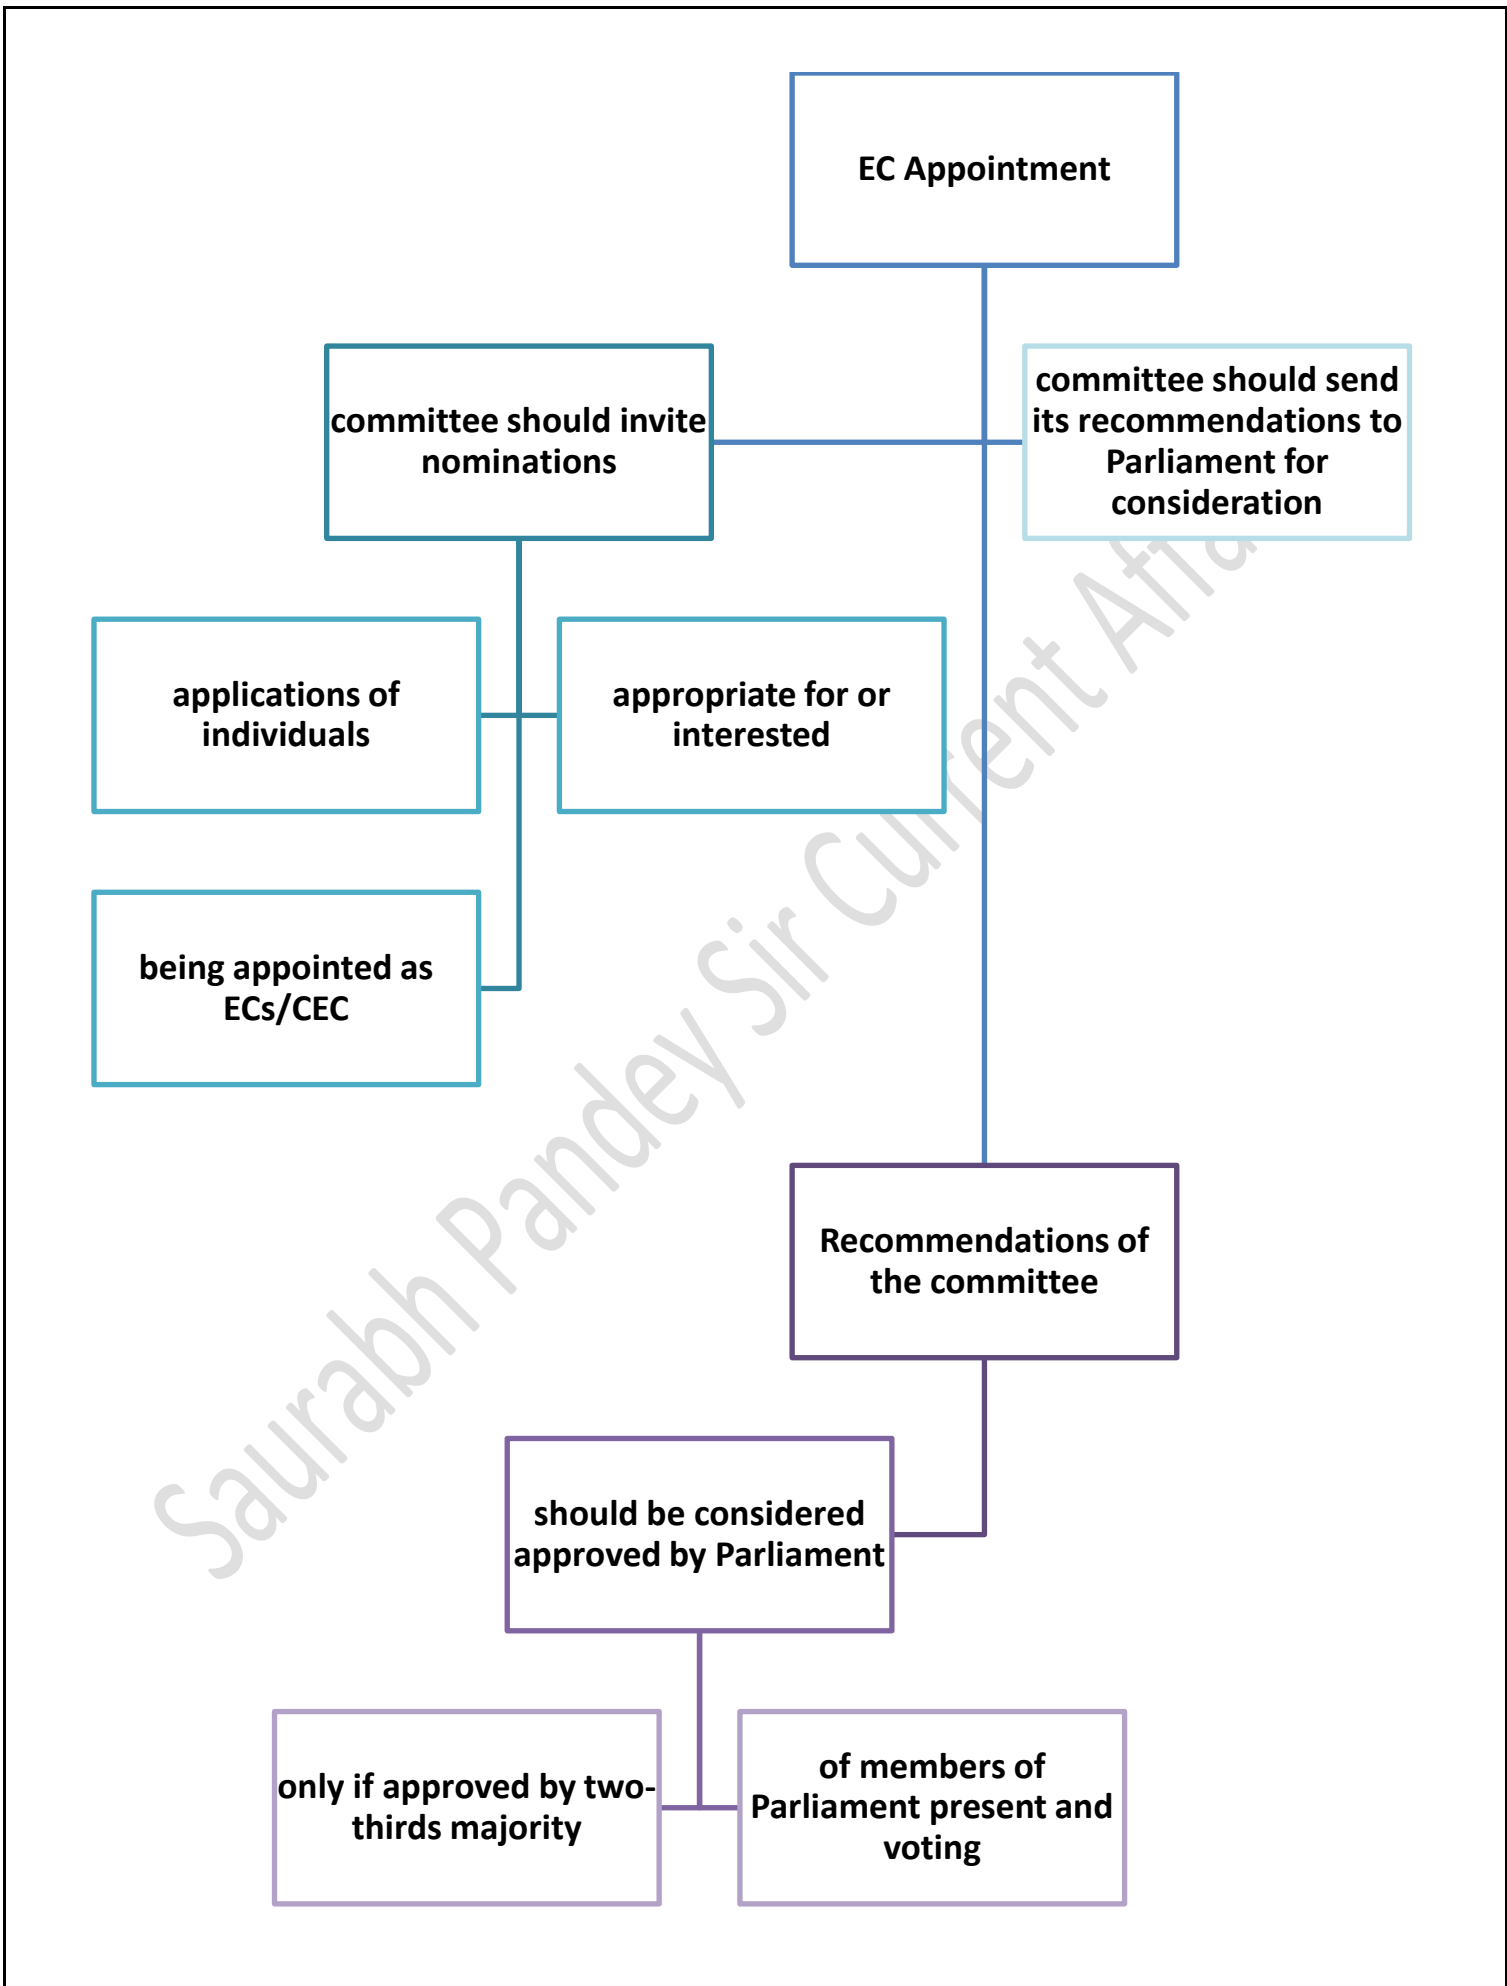 EC Appointment
committee should invite
nominations
committee should send
its recommendations to
Parliament for
consideration
applications of
individuals
appropriate for or
interested
being appointed as
ECs/CEC
Recommendations of
the committee
should be considered
approved by Parliament
only if approved by two-
thirds majority
of members of
Parliament present and
voting
Saurabh Pandey Sir Current